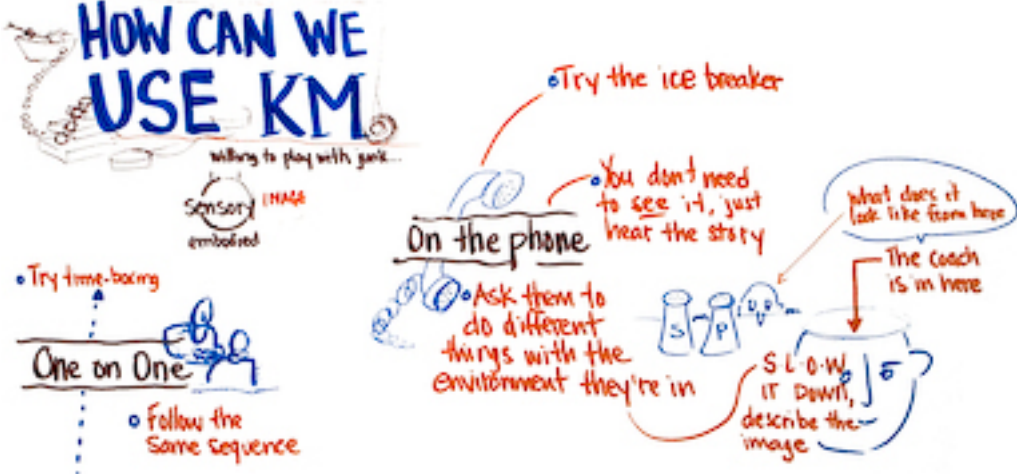 HOW CAN WE
USE KM
willing to play with junk...
sensory IMAGE
embodied
• Try time-boxing
One on One
• Follow the
Same sequence
• Try the ice breaker
• You don't need
to see it, just
hear the story
On the phone
• Ask them to
do different
things with the
environment they're in
What does it
look like from here
The coach
is in here
S P
S·L·O·W
IT DOWN,
describe the
image